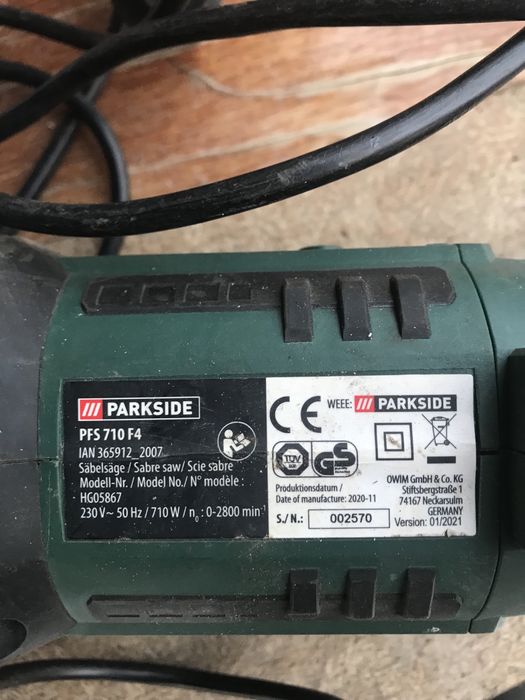 PARKSIDE
PFS 710 F4
IAN 365912_2007
Säbelsäge / Sabre saw/ Scie sabre
Modell-Nr. / Model No./ N° modèle :
HG05867
230 V~ 50 Hz / 710 W / n₀ : 0-2800 min⁻¹
CE
WEEE: PARKSIDE
TÜV
GS
Produktionsdatum /
Date of manufacture: 2020-11
S./ N.: 002570
OWIM GmbH & Co. KG
Stiftsbergstraße 1
74167 Neckarsulm
GERMANY
Version: 01/2021